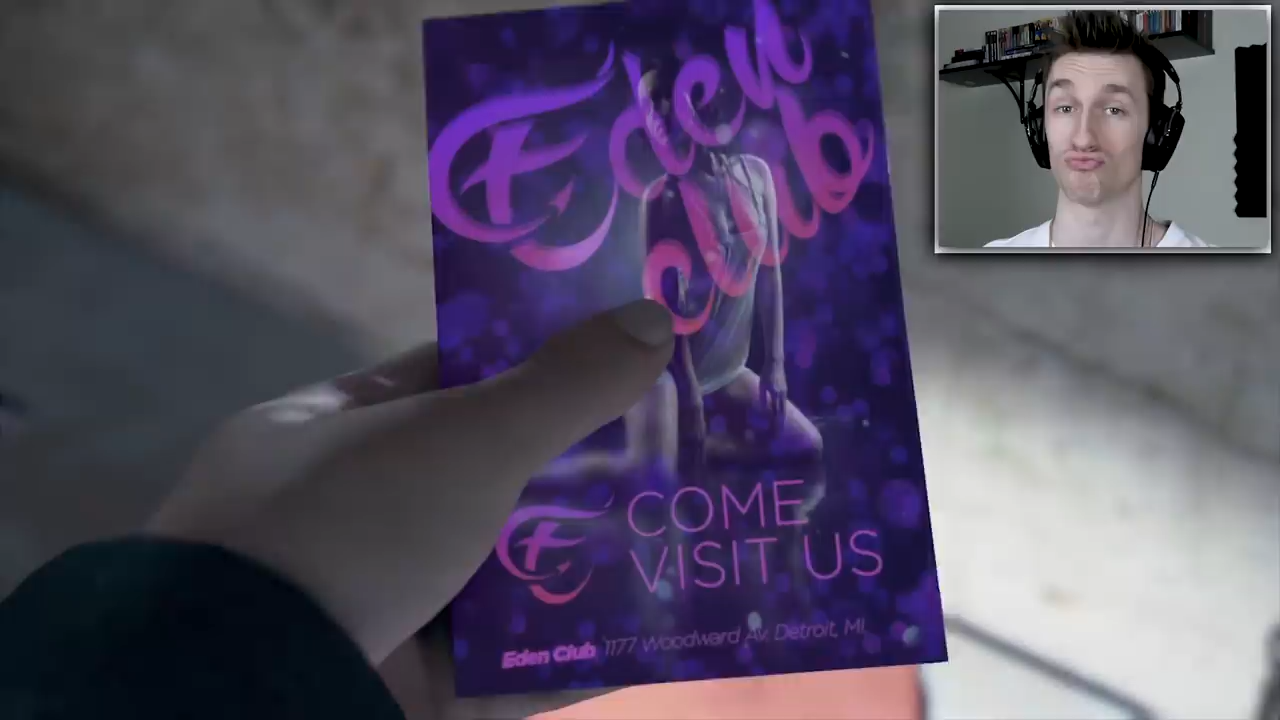 Eden
club
COME
VISIT US
Eden Club 1177 Woodward Av. Detroit, MI